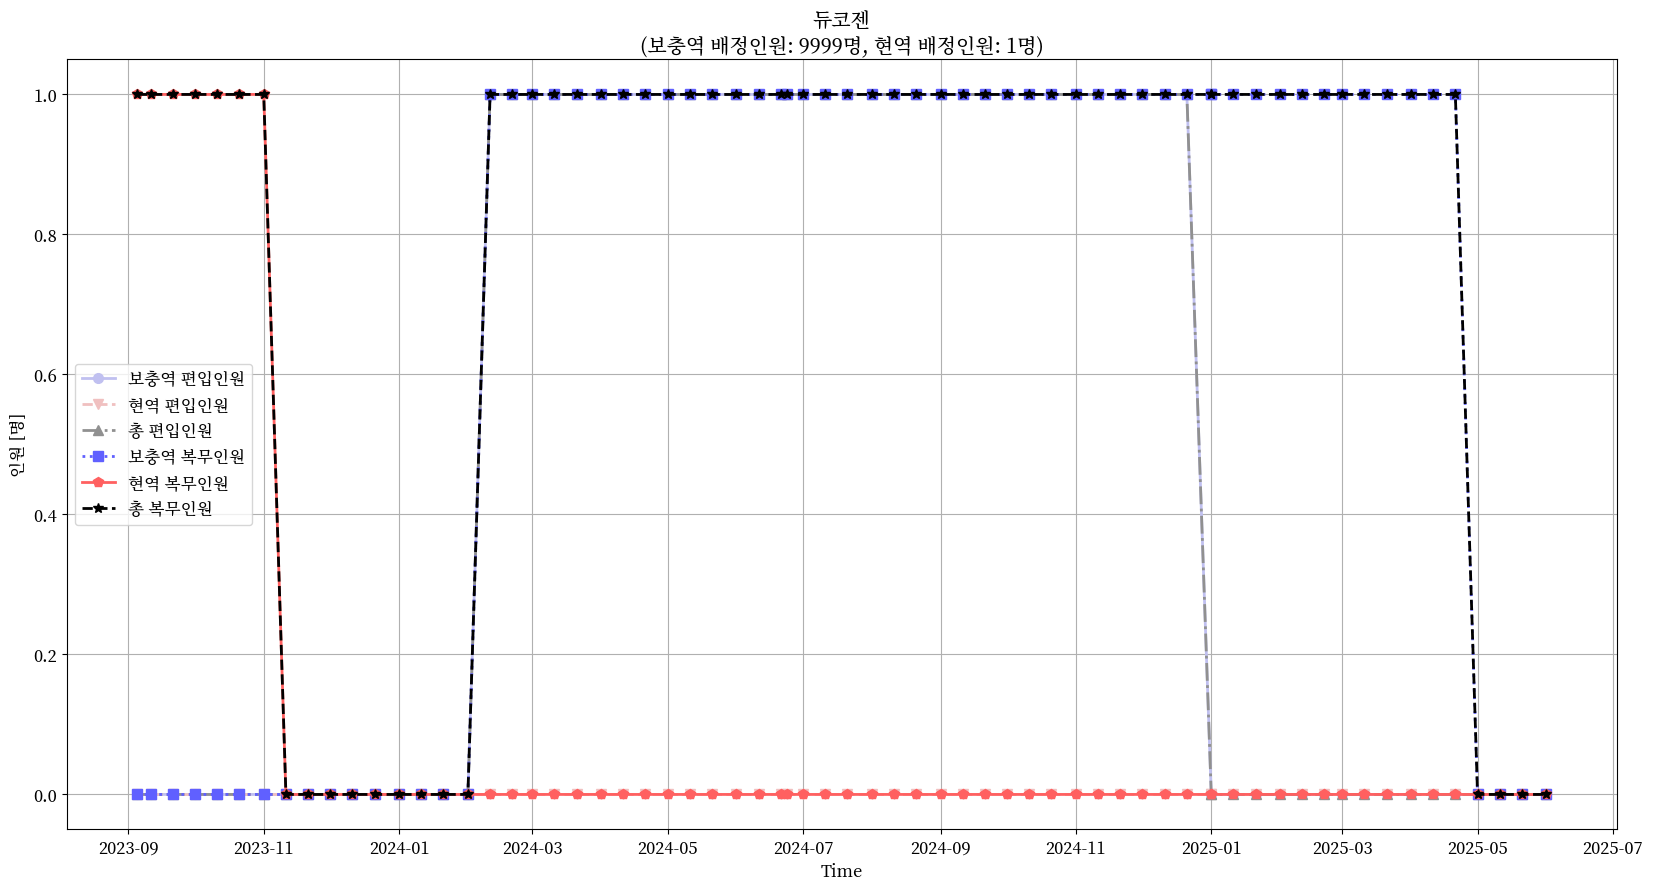 듀코젠
(보충역 배정인원: 9999명, 현역 배정인원: 1명)
1.0
0.8
0.6
0.4
0.2
0.0
인원 [명]
보충역 편입인원
현역 편입인원
총 편입인원
보충역 복무인원
현역 복무인원
총 복무인원
2023-09 2023-11 2024-01 2024-03 2024-05 2024-07 2024-09 2024-11 2025-01 2025-03 2025-05 2025-07
Time